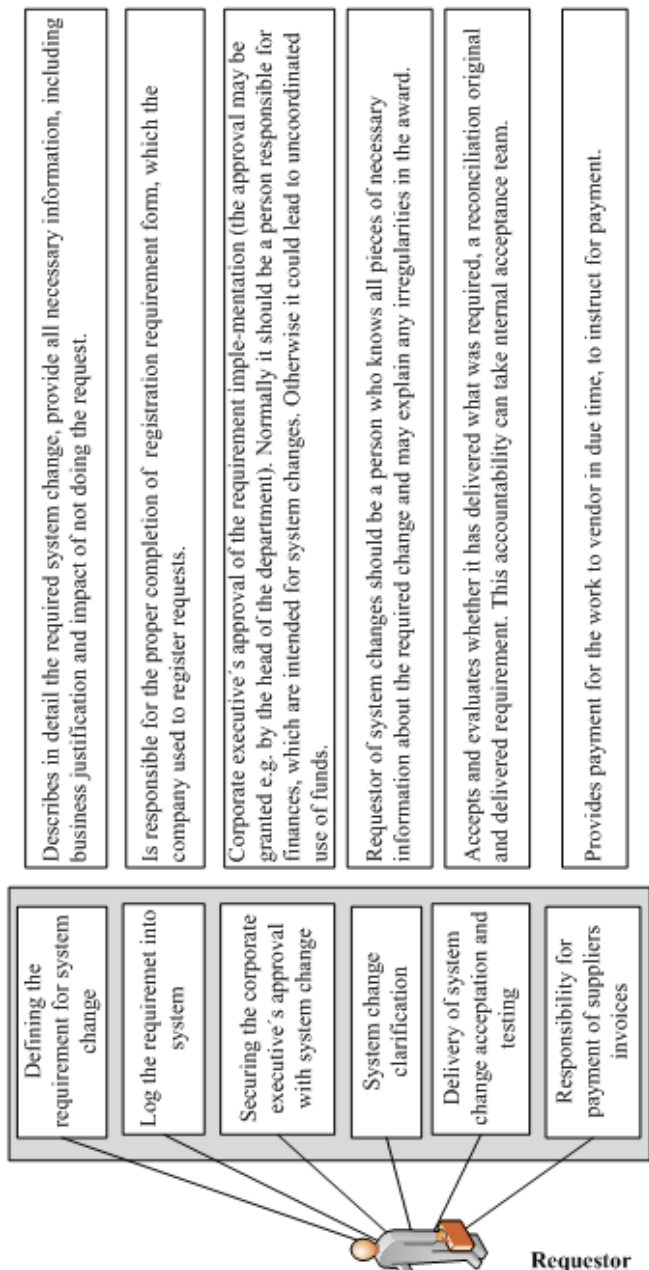 Defining the
requirement for system
change
Describes in detail the required system change, provide all necessary information, including
business justification and impact of not doing the request.
Log the requiremet into
system
Is responsible for the proper completion of registration requirement form, which the
company used to register requests.
Securing the corporate
executive´s approval
with system change
Corporate executive´s approval of the requirement imple-mentation (the approval may be
granted e.g. by the head of the department). Normally it should be a person responsible for
finances, which are intended for system changes. Otherwise it could lead to uncoordinated
use of funds.
System change
clarification
Requestor of system changes should be a person who knows all pieces of necessary
information about the required change and may explain any irregularities in the award.
Delivery of system
change acceptation and
testing
Accepts and evaluates whether it has delivered what was required, a reconciliation original
and delivered requirement. This accountability can take nternal acceptance team.
Responsibility for
payment of suppliers
invoices
Provides payment for the work to vendor in due time, to instruct for payment.
Requestor